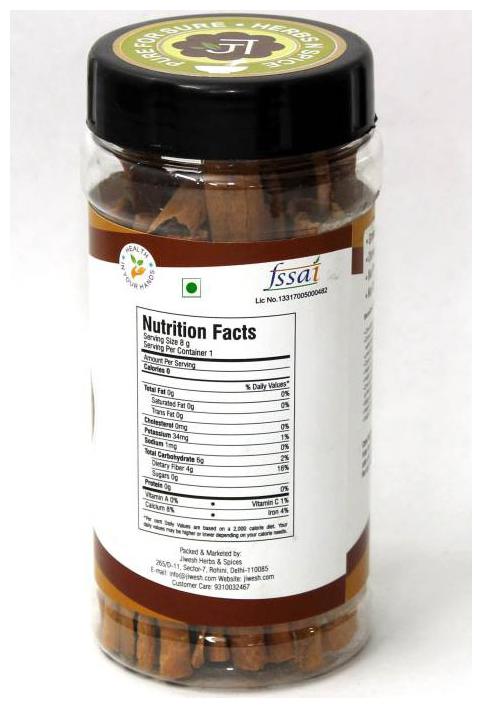 PURE FOR SURE • HERBS N SPICE
जी
HEALTH
IN YOUR HANDS
fssai
Lic No.13317005000482
Nutrition Facts
Serving Size 8 g
Serving Per Container 1
Amount Per Serving
Calories 0
% Daily Values*
Total Fat 0g 0%
Saturated Fat 0g 0%
Trans Fat 0g
Cholesterol 0mg 0%
Potassium 34mg 1%
Sodium 1mg 0%
Total Carbohydrate 6g 2%
Dietary Fiber 4g 16%
Sugars 0g
Protein 0g 0%
Vitamin A 0% • Vitamin C 1%
Calcium 8% • Iron 4%
*Per cent Daily Values are based on a 2,000 calorie diet. Your
daily values may be higher or lower depending on your calorie needs.
Packed & Marketed by:
Jiwesh Herbs & Spices
265/D-11, Sector-7, Rohini, Delhi-110085
E-mail: info@jiwesh.com Website: jiwesh.com
Customer Care: 9310032467